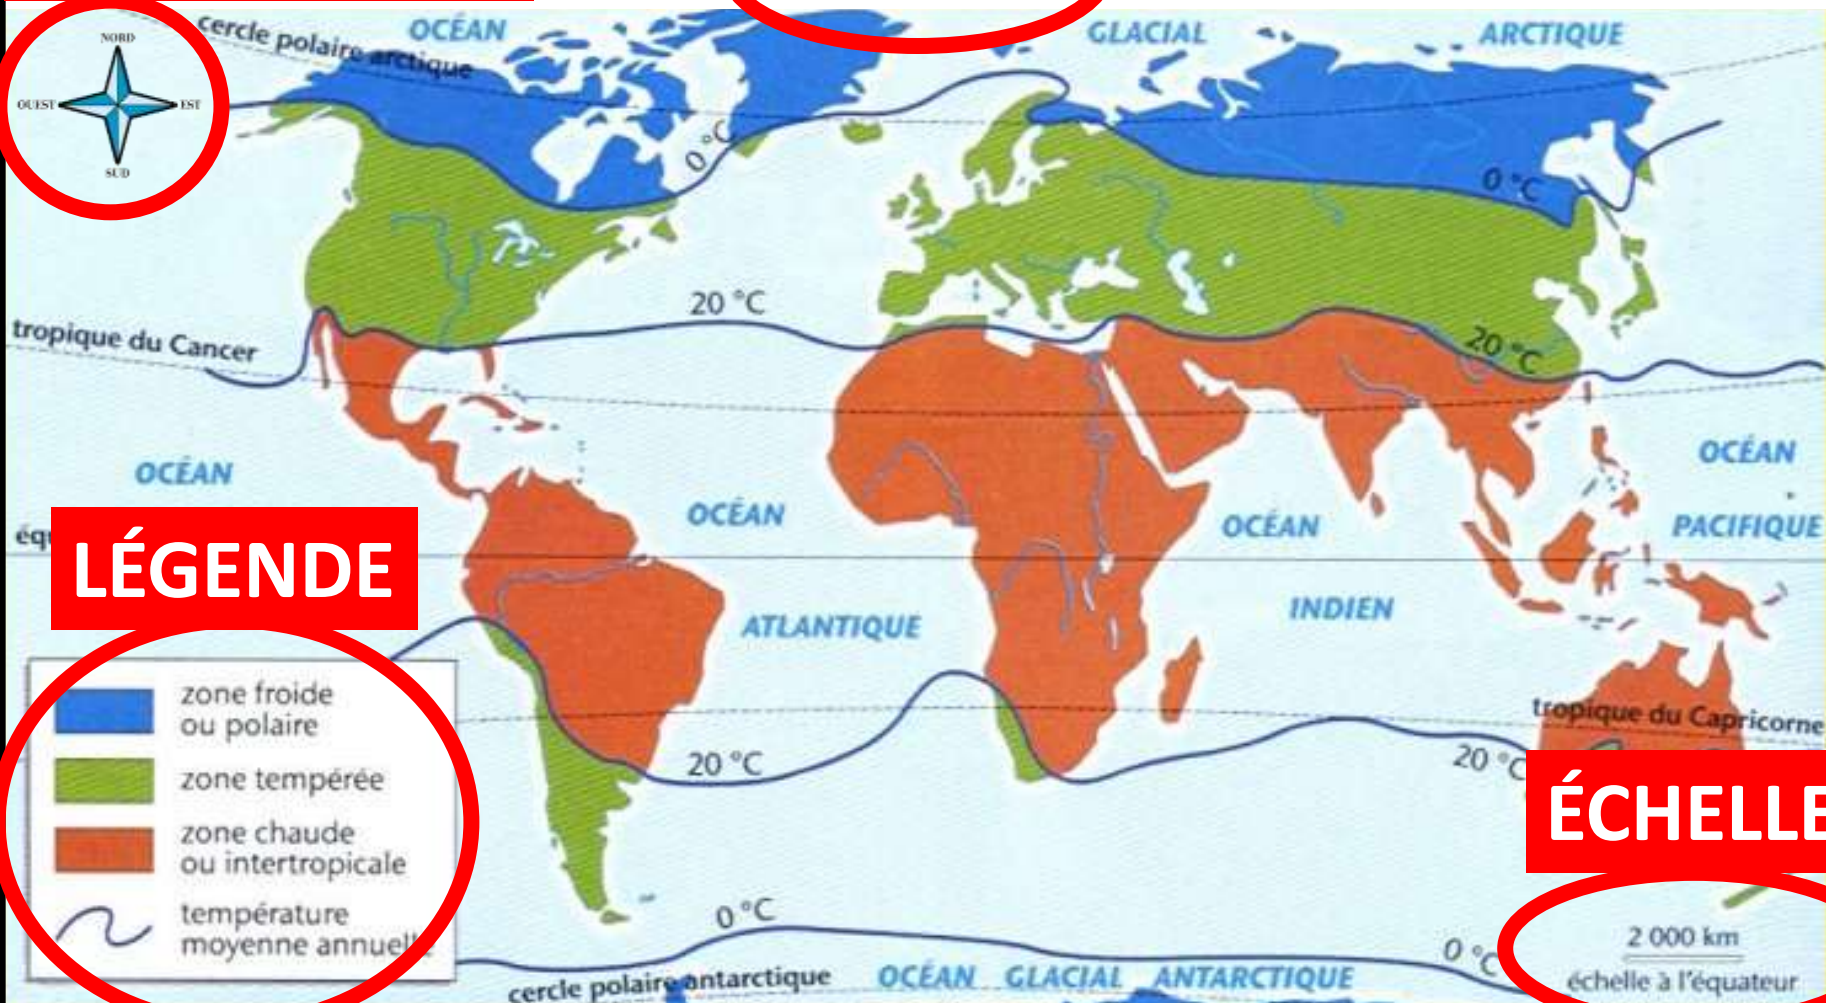 OCÉAN
GLACIAL
ARCTIQUE
cercle polaire arctique
NORD
OUEST
EST
SUD
0 °C
0 °C
20 °C
tropique du Cancer
20 °C
OCÉAN
OCÉAN
OCÉAN
OCÉAN
PACIFIQUE
équ
LÉGENDE
ATLANTIQUE
INDIEN
zone froide
ou polaire
zone tempérée
zone chaude
ou intertropicale
température
moyenne annuelle
tropique du Capricorne
20 °C
20 °C
ÉCHELLE
0 °C
0 °C
2 000 km
échelle à l'équateur
cercle polaire antarctique
OCÉAN GLACIAL ANTARCTIQUE